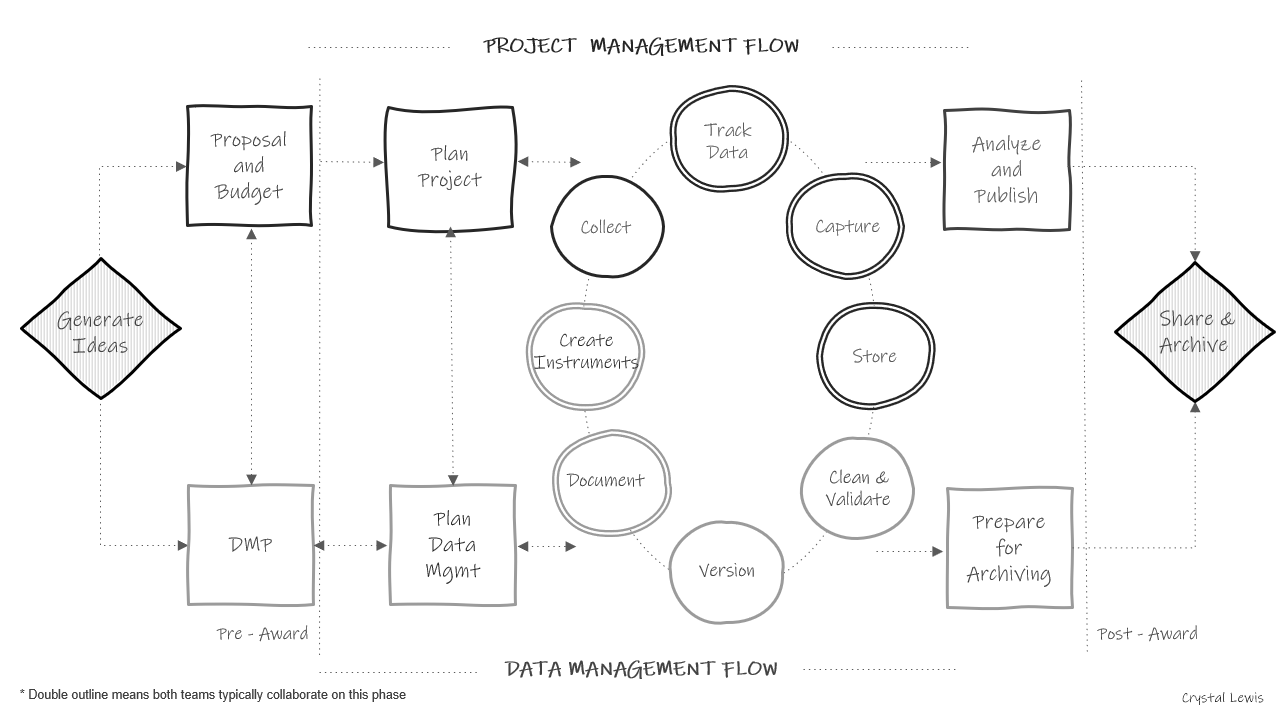 PROJECT MANAGEMENT FLOW
Proposal
and
Budget
Plan
Project
Track
Data
Analyze
and
Publish
Collect
Capture
Generate
Ideas
Create
Instruments
Store
Share &
Archive
Document
Clean &
Validate
DMP
Plan
Data
Mgmt
Version
Prepare
for
Archiving
Pre - Award
Post - Award
DATA MANAGEMENT FLOW
* Double outline means both teams typically collaborate on this phase
Crystal Lewis